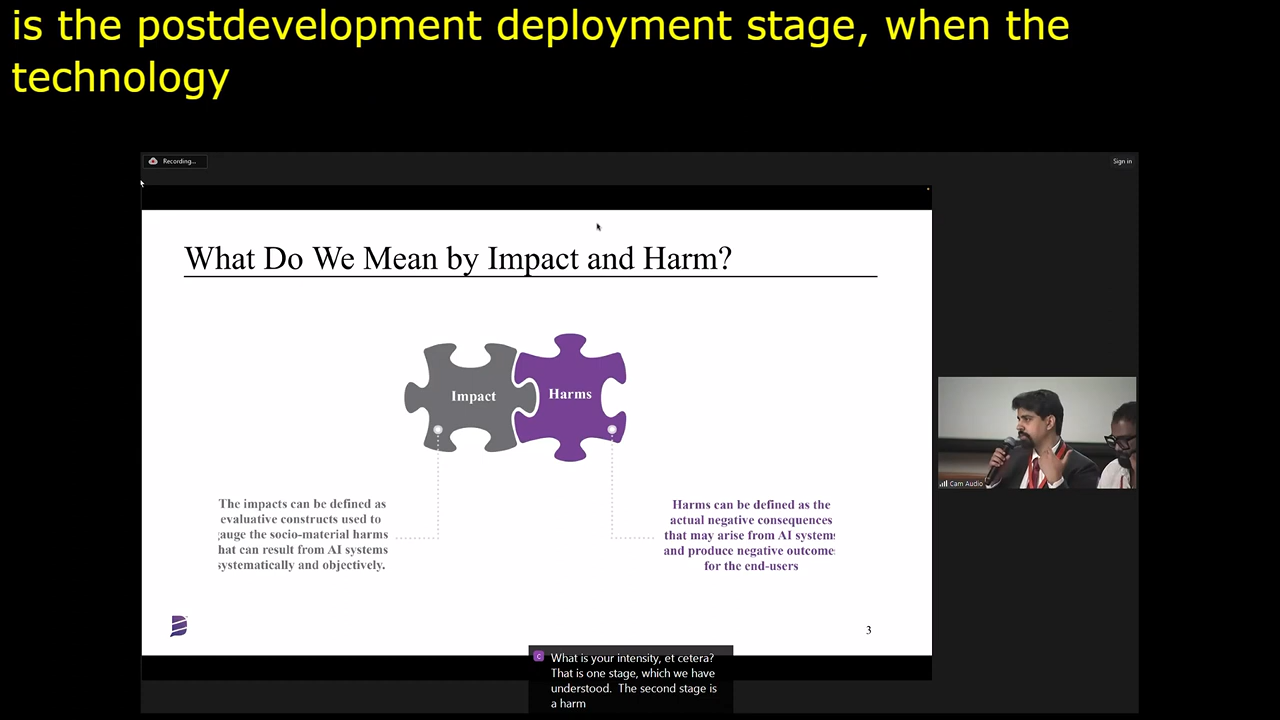 is the postdevelopment deployment stage, when the
technology
Recording...
Sign in
What Do We Mean by Impact and Harm?
Impact
Harms
The impacts can be defined as
evaluative constructs used to
auge the socio-material harms
hat can result from AI systems
systematically and objectively.
Harms can be defined as the
actual negative consequences
that may arise from AI systems
and produce negative outcome
for the end-users
Cam Audio
3
C
What is your intensity, et cetera?
That is one stage, which we have
understood. The second stage is
a harm